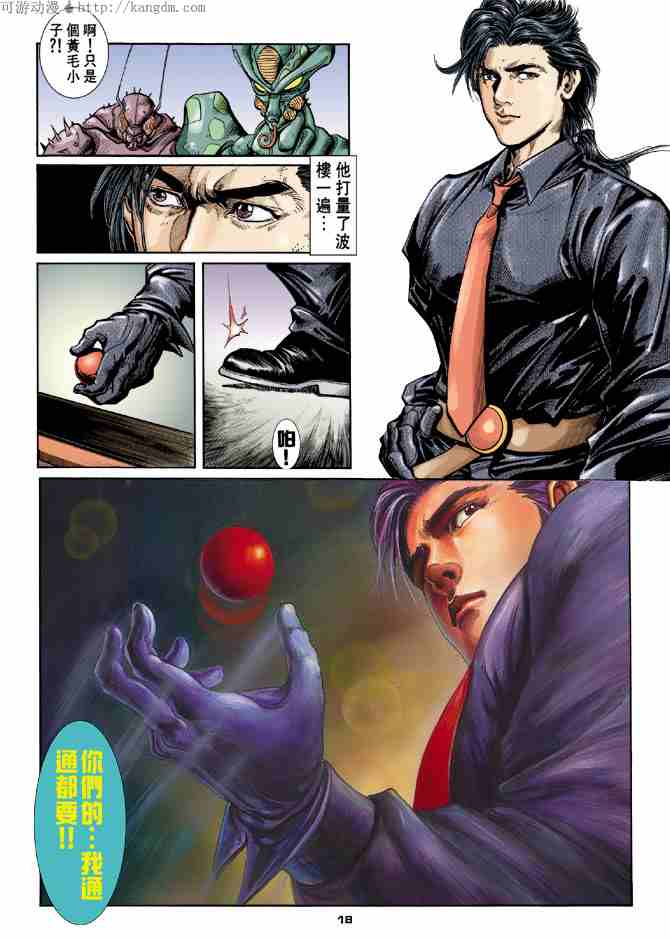 可游动漫 http://kangdm.com
啊！只是
個黃毛小
子?!
他打量了波
樓一遍…
啪！
你們的…我通
通都要!!
18